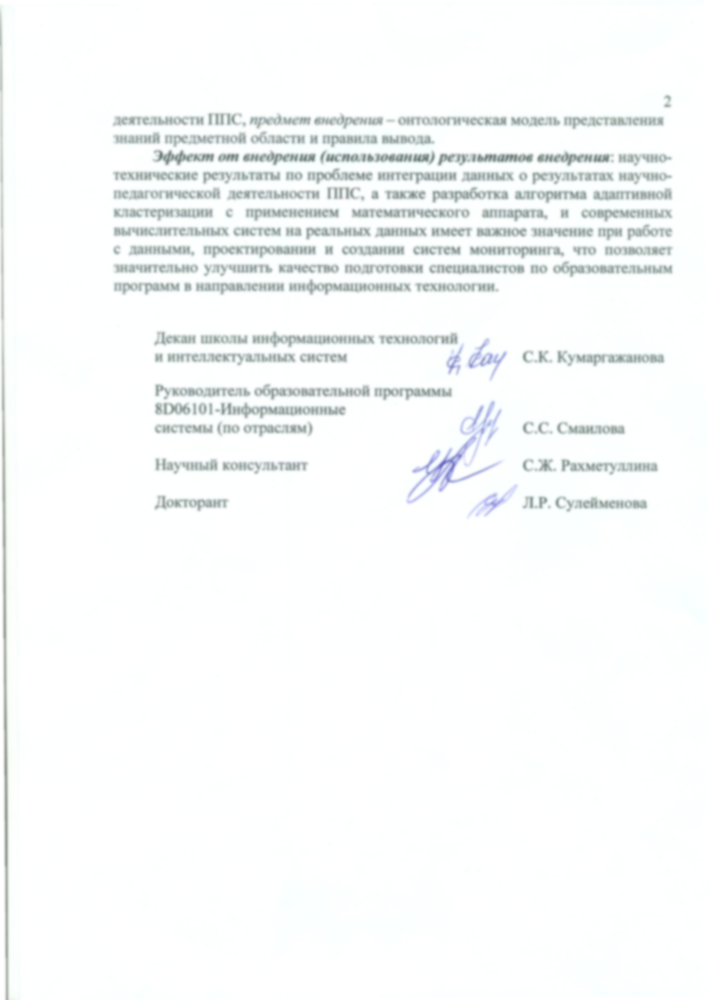 2
деятельности ППС, предмет внедрения – онтологическая модель представления
знаний предметной области и правила вывода.
Эффект от внедрения (использования) результатов внедрения: научно-
технические результаты по проблеме интеграции данных о результатах научно-
педагогической деятельности ППС, а также разработка алгоритма адаптивной
кластеризации с применением математического аппарата, и современных
вычислительных систем на реальных данных имеет важное значение при работе
с данными, проектировании и создании систем мониторинга, что позволяет
значительно улучшить качество подготовки специалистов по образовательным
программ в направлении информационных технологии.
Декан школы информационных технологий
и интеллектуальных систем С.К. Кумаргажанова
Руководитель образовательной программы
8D06101-Информационные
системы (по отраслям) С.С. Смаилова
Научный консультант С.Ж. Рахметуллина
Докторант Л.Р. Сулейменова